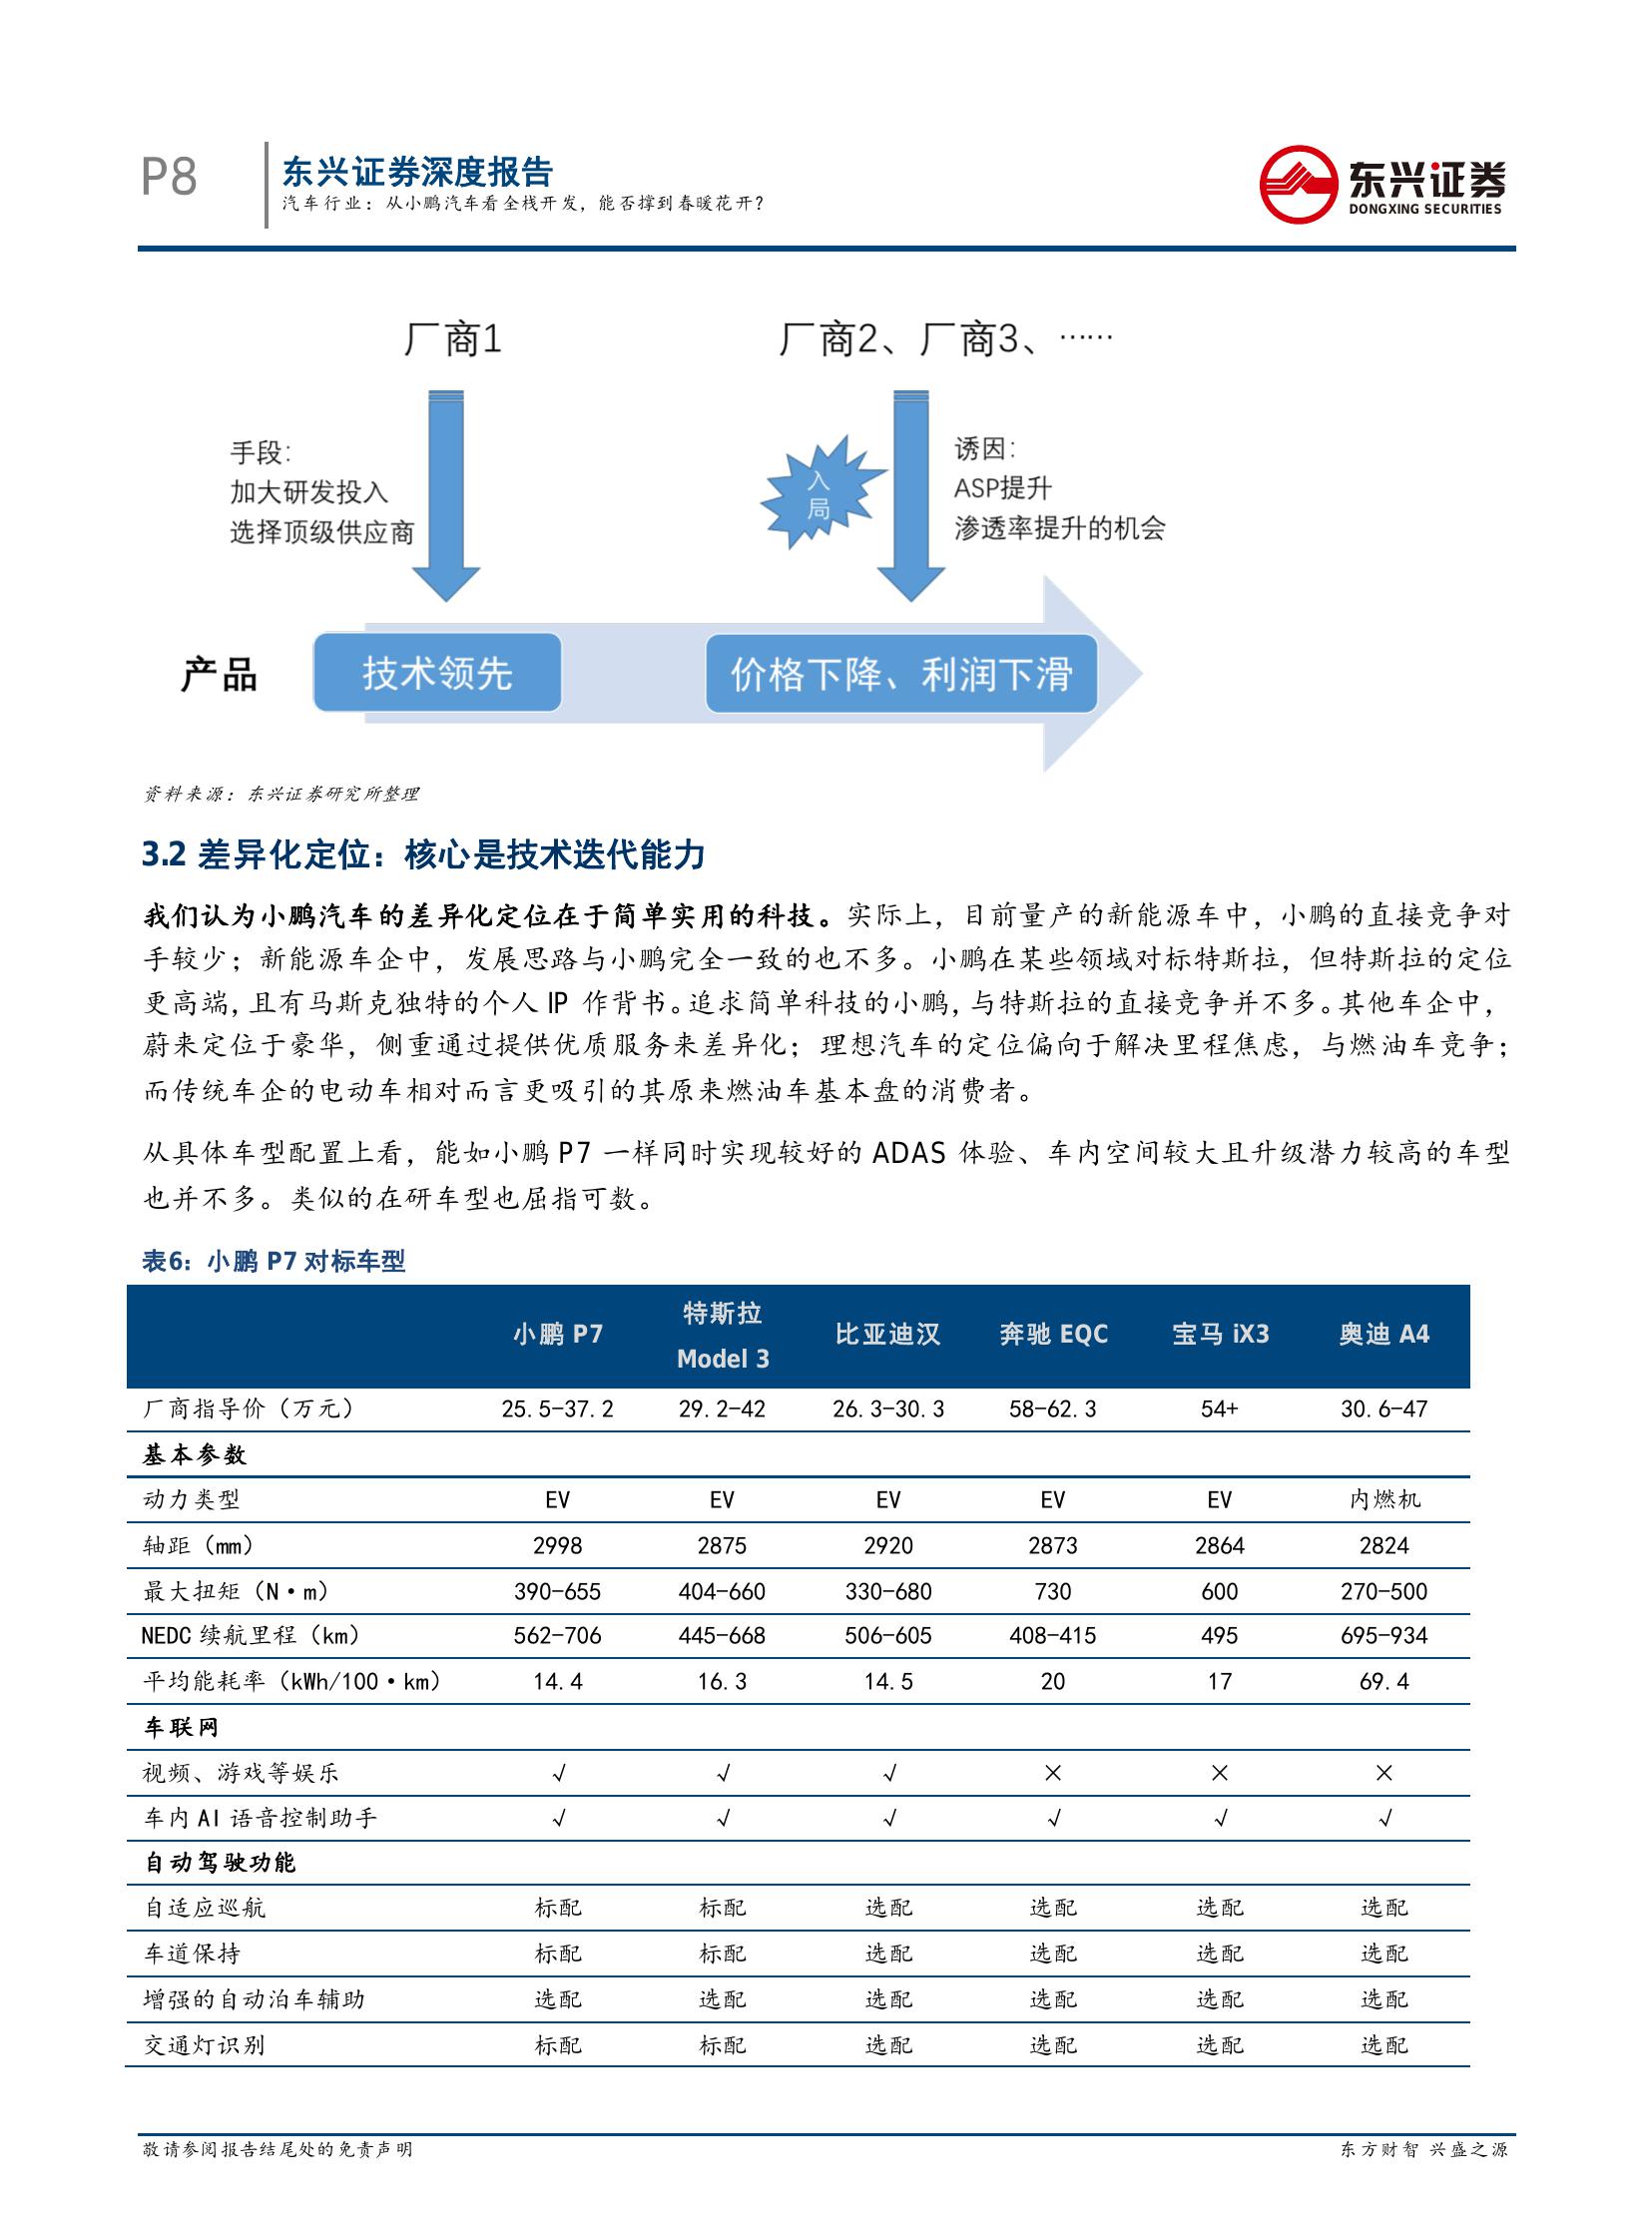 P8
东兴证券深度报告
汽车行业：从小鹏汽车看全栈开发，能否撑到春暖花开？
东兴证券
DONGXING SECURITIES
厂商1
厂商2、厂商3、……
手段：
加大研发投入
选择顶级供应商
入
局
诱因：
ASP提升
渗透率提升的机会
产品
技术领先
价格下降、利润下滑
资料来源：东兴证券研究所整理
3.2 差异化定位：核心是技术迭代能力
我们认为小鹏汽车的差异化定位在于简单实用的科技。实际上，目前量产的新能源车中，小鹏的直接竞争对
手较少；新能源车企中，发展思路与小鹏完全一致的也不多。小鹏在某些领域对标特斯拉，但特斯拉的定位
更高端，且有马斯克独特的个人 IP 作背书。追求简单科技的小鹏，与特斯拉的直接竞争并不多。其他车企中，
蔚来定位于豪华，侧重通过提供优质服务来差异化；理想汽车的定位偏向于解决里程焦虑，与燃油车竞争；
而传统车企的电动车相对而言更吸引的其原来燃油车基本盘的消费者。
从具体车型配置上看，能如小鹏 P7 一样同时实现较好的 ADAS 体验、车内空间较大且升级潜力较高的车型
也并不多。类似的在研车型也屈指可数。
表6：小鹏 P7 对标车型
小鹏 P7 特斯拉 Model 3 比亚迪汉 奔驰 EQC 宝马 iX3 奥迪 A4
厂商指导价（万元） 25.5-37.2 29.2-42 26.3-30.3 58-62.3 54+ 30.6-47
基本参数
动力类型 EV EV EV EV EV 内燃机
轴距（mm） 2998 2875 2920 2873 2864 2824
最大扭矩（N·m） 390-655 404-660 330-680 730 600 270-500
NEDC 续航里程（km） 562-706 445-668 506-605 408-415 495 695-934
平均能耗率（kWh/100·km） 14.4 16.3 14.5 20 17 69.4
车联网
视频、游戏等娱乐 √ √ √ × × ×
车内 AI 语音控制助手 √ √ √ √ √ √
自动驾驶功能
自适应巡航 标配 标配 选配 选配 选配 选配
车道保持 标配 标配 选配 选配 选配 选配
增强的自动泊车辅助 选配 选配 选配 选配 选配 选配
交通灯识别 标配 标配 选配 选配 选配 选配
敬请参阅报告结尾处的免责声明
东方财智 兴盛之源